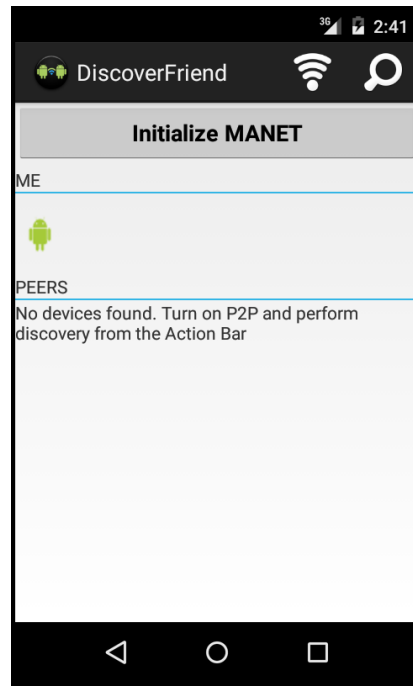 3G 2:41
DiscoverFriend
Initialize MANET
ME
PEERS
No devices found. Turn on P2P and perform
discovery from the Action Bar